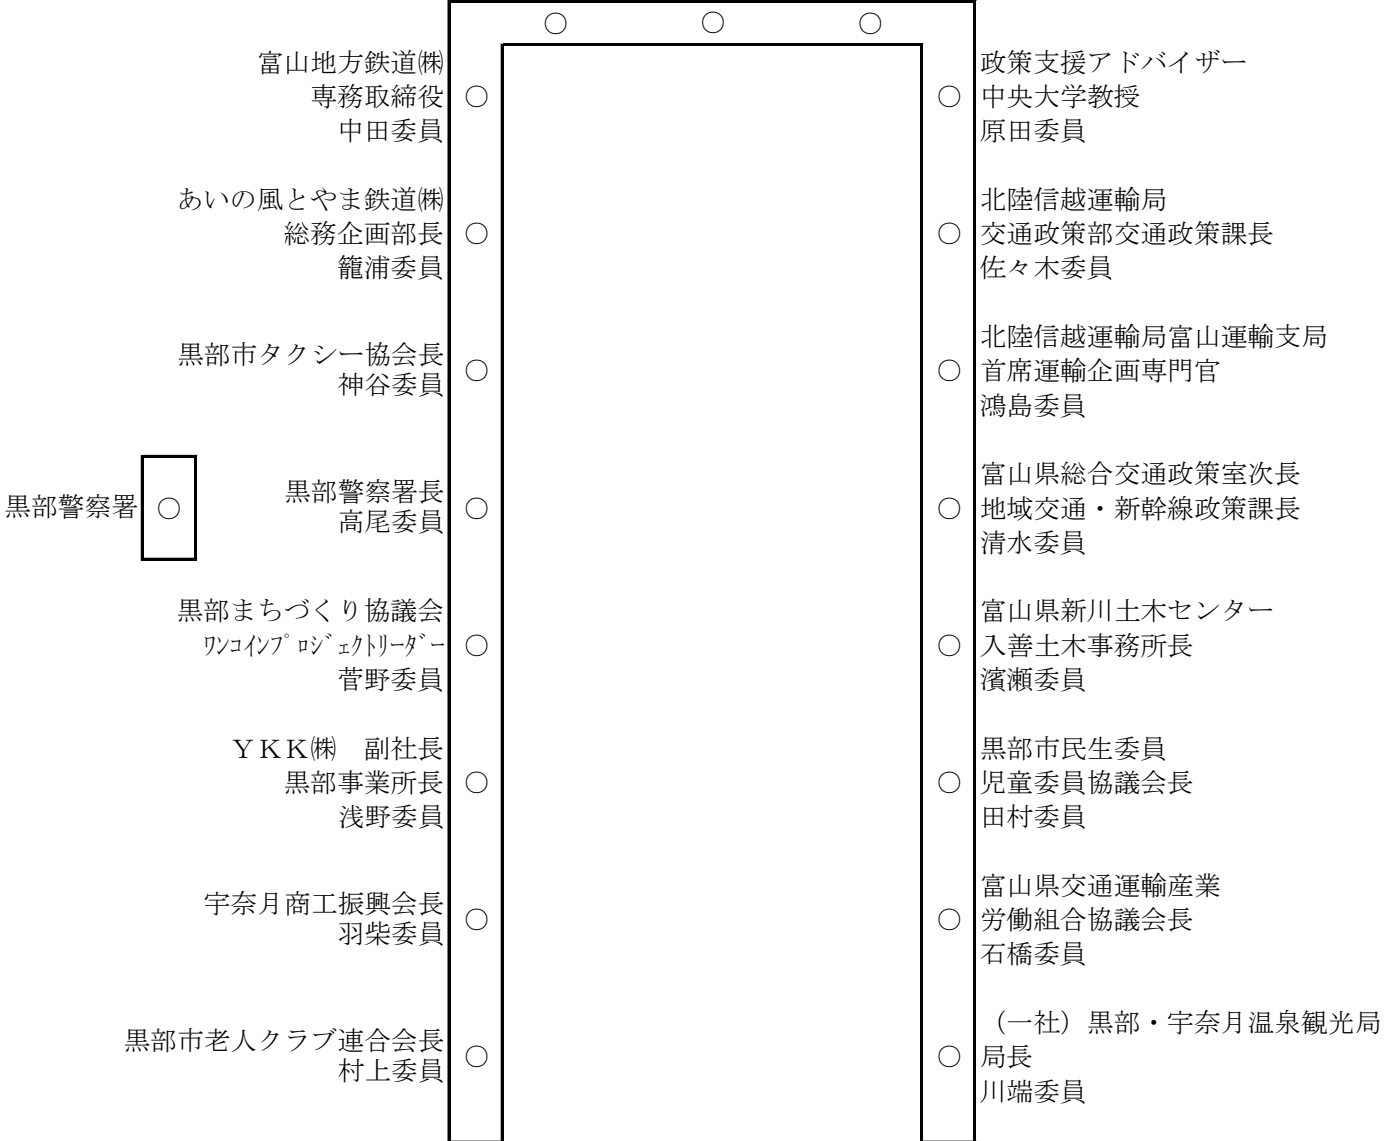 ○　○　○
富山地方鉄道㈱
専務取締役 ○
中田委員
あいの風とやま鉄道㈱
総務企画部長 ○
籠浦委員
黒部市タクシー協会長
神谷委員 ○
黒部警察署 ○
黒部警察署長
高尾委員 ○
黒部まちづくり協議会
ﾜﾝｺｲﾝﾌﾟﾛｼﾞｪｸﾄﾘｰﾀﾞｰ ○
菅野委員
ＹＫＫ㈱　副社長
黒部事業所長 ○
浅野委員
宇奈月商工振興会長
羽柴委員 ○
黒部市老人クラブ連合会長
村上委員 ○
政策支援アドバイザー
○ 中央大学教授
原田委員
北陸信越運輸局
○ 交通政策部交通政策課長
佐々木委員
北陸信越運輸局富山運輸支局
○ 首席運輸企画専門官
鴻島委員
富山県総合交通政策室次長
○ 地域交通・新幹線政策課長
清水委員
富山県新川土木センター
○ 入善土木事務所長
濱瀬委員
黒部市民生委員
○ 児童委員協議会長
田村委員
富山県交通運輸産業
○ 労働組合協議会長
石橋委員
（一社）黒部・宇奈月温泉観光局
○ 局長
川端委員